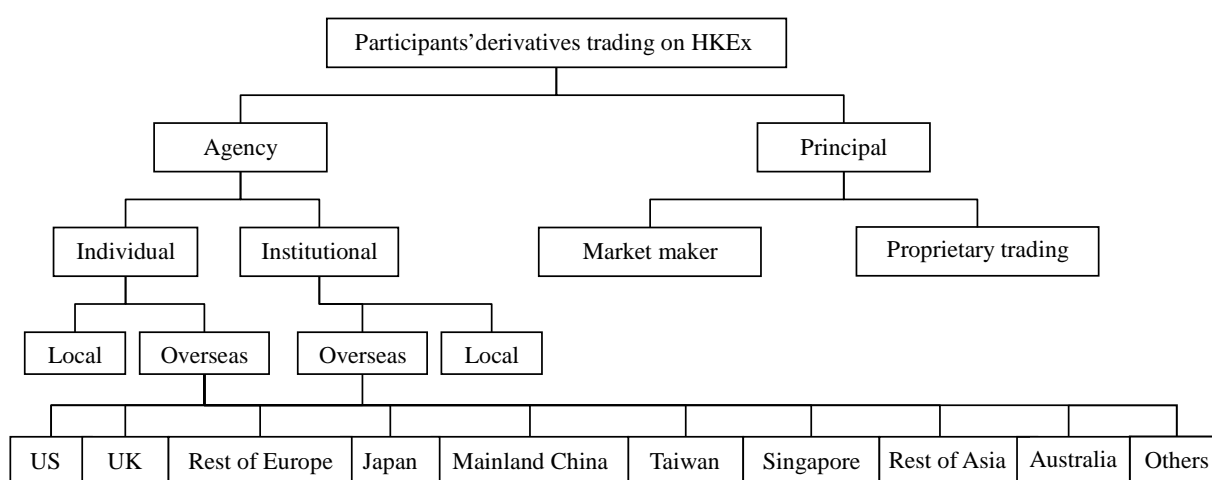 Participants’derivatives trading on HKEx
Agency
Principal
Individual
Institutional
Market maker
Proprietary trading
Local
Overseas
Overseas
Local
US
UK
Rest of Europe
Japan
Mainland China
Taiwan
Singapore
Rest of Asia
Australia
Others